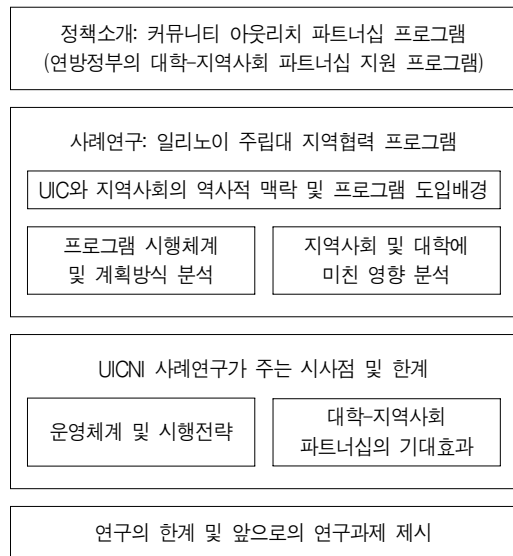 정책소개: 커뮤니티 아웃리치 파트너십 프로그램
(연방정부의 대학-지역사회 파트너십 지원 프로그램)
사례연구: 일리노이 주립대 지역협력 프로그램
UIC와 지역사회의 역사적 맥락 및 프로그램 도입배경
프로그램 시행체계
및 계획방식 분석
지역사회 및 대학에
미친 영향 분석
UICNI 사례연구가 주는 시사점 및 한계
운영체계 및 시행전략
대학-지역사회
파트너십의 기대효과
연구의 한계 및 앞으로의 연구과제 제시